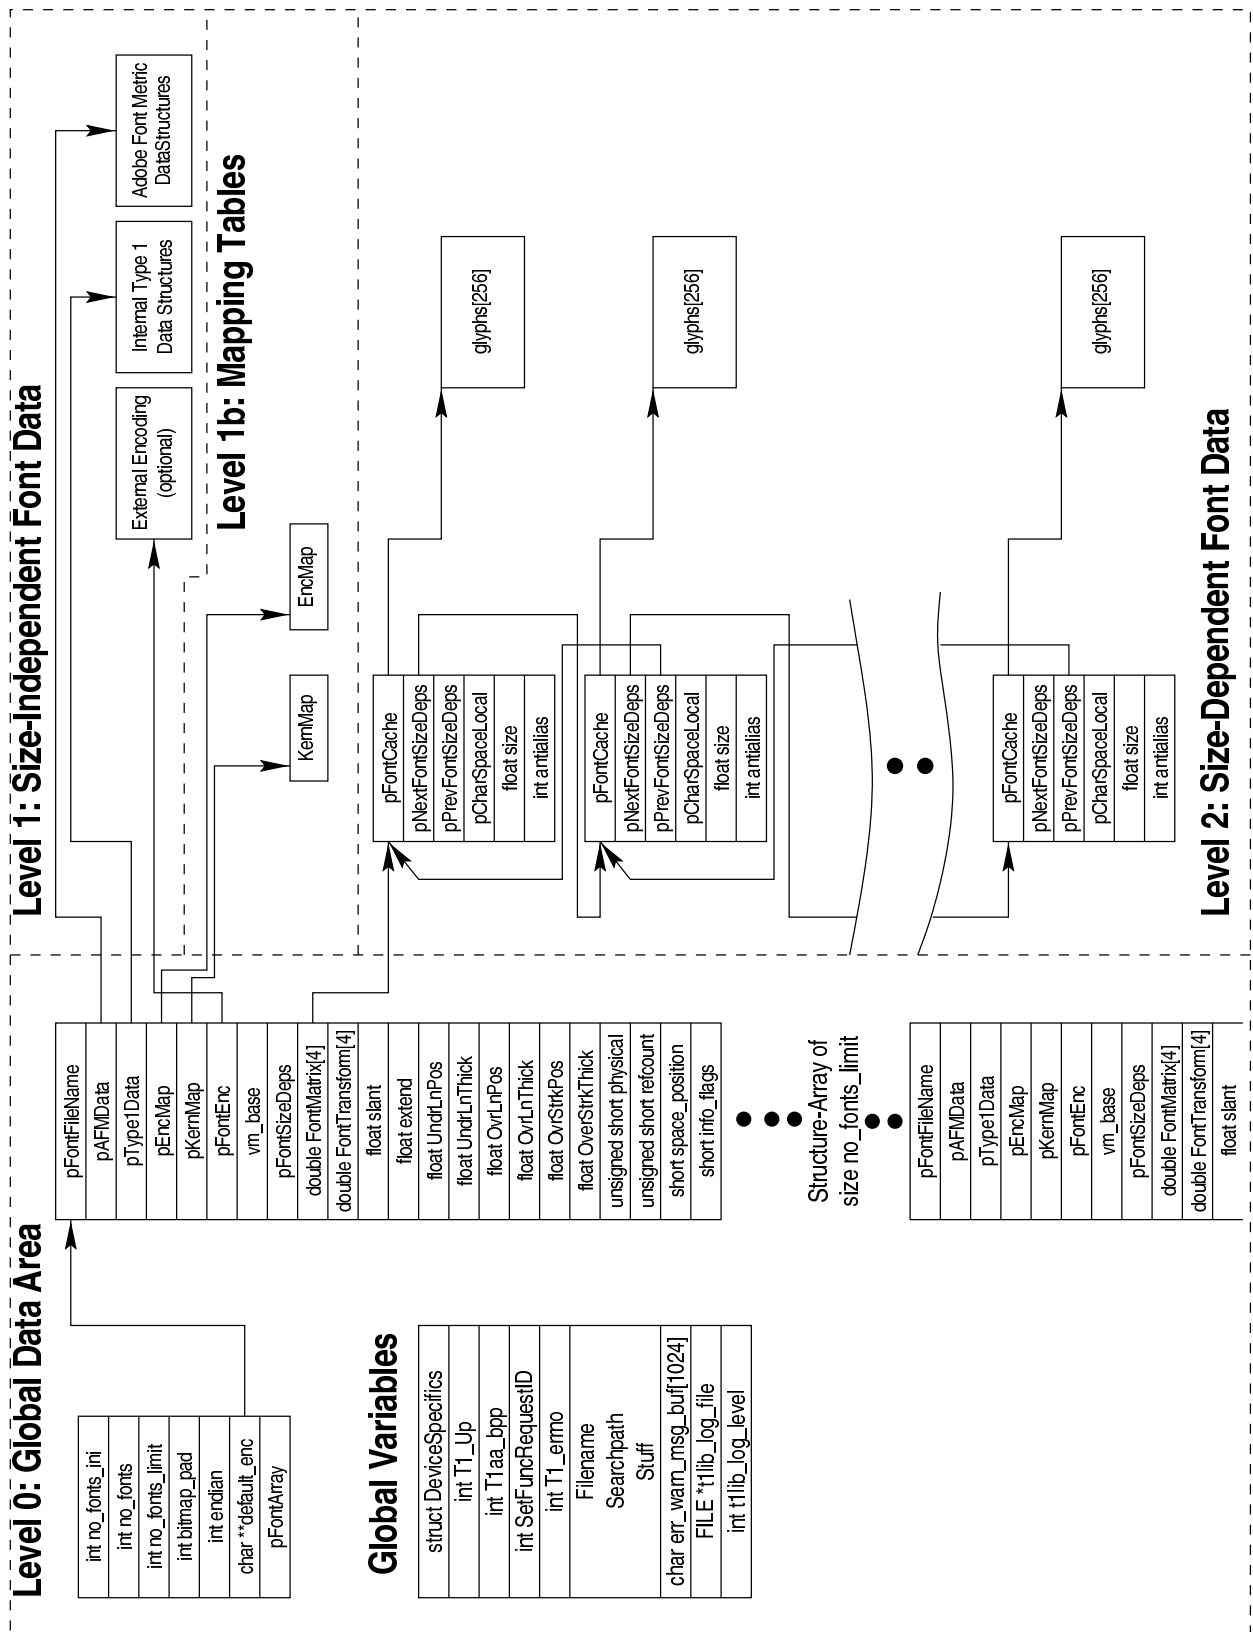 Level 0: Global Data Area
int no_fonts_ini
int no_fonts
int no_fonts_limit
int bitmap_pad
int endian
char **default_enc
pFontArray
Global Variables
struct DeviceSpecifics
int T1_Up
int T1aa_bpp
int SetFuncRequestID
int T1_errno
Filename
Searchpath
Stuff
char err_warn_msg_buf[1024]
FILE *t1lib_log_file
int t1lib_log_level
pFontFileName
pAFMData
pType1Data
pEncMap
pKernMap
pFontEnc
vm_base
pFontSizeDeps
double FontMatrix[4]
double FontTransform[4]
float slant
float extend
float UndrLnPos
float UndrLnThick
float OvrLnPos
float OvrLnThick
float OvrStrkPos
float OverStrkThick
unsigned short physical
unsigned short refcount
short space_position
short info_flags
Structure-Array of
size no_fonts_limit
pFontFileName
pAFMData
pType1Data
pEncMap
pKernMap
pFontEnc
vm_base
pFontSizeDeps
double FontMatrix[4]
double FontTransform[4]
float slant
Level 1: Size-Independent Font Data
External Encoding
(optional)
Internal Type 1
Data Structures
Adobe Font Metric
DataStructures
Level 1b: Mapping Tables
KernMap
EncMap
pFontCache
pNextFontSizeDeps
pPrevFontSizeDeps
pCharSpaceLocal
float size
int antialias
glyphs[256]
pFontCache
pNextFontSizeDeps
pPrevFontSizeDeps
pCharSpaceLocal
float size
int antialias
glyphs[256]
pFontCache
pNextFontSizeDeps
pPrevFontSizeDeps
pCharSpaceLocal
float size
int antialias
glyphs[256]
Level 2: Size-Dependent Font Data